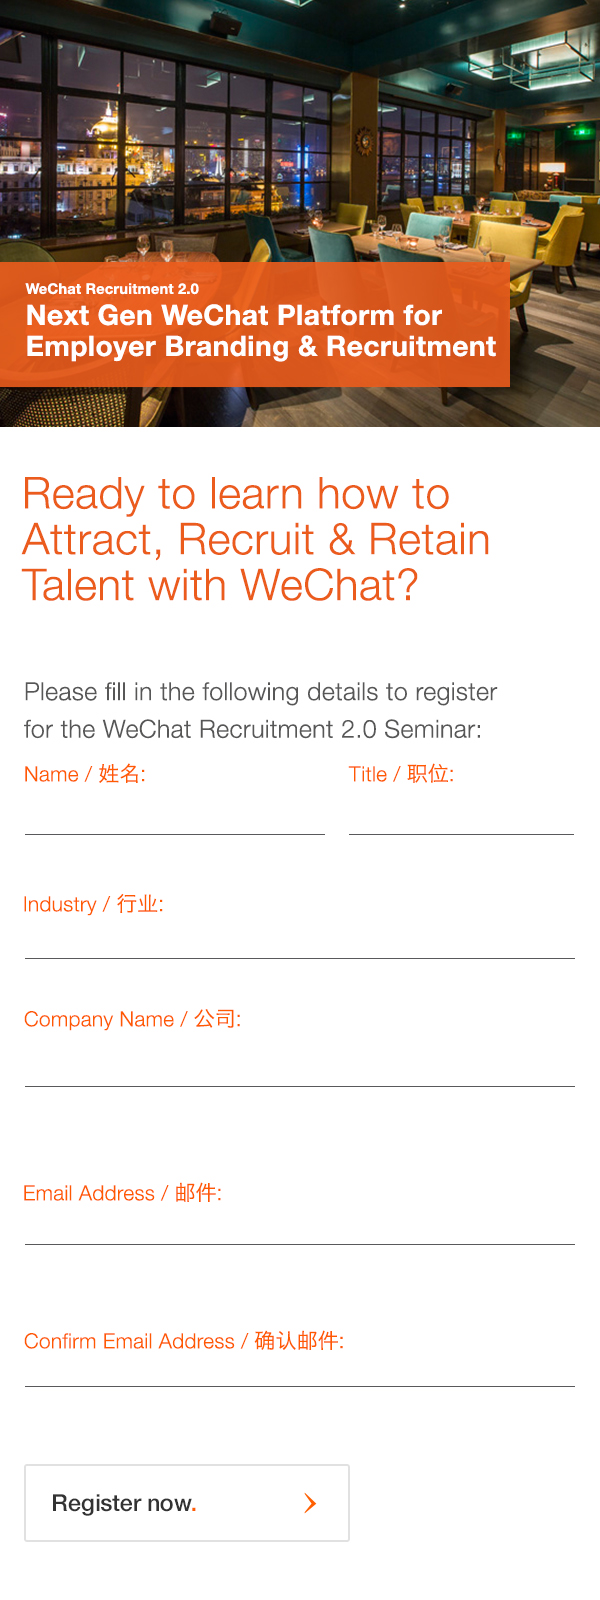 WeChat Recruitment 2.0
Next Gen WeChat Platform for
Employer Branding & Recruitment
Ready to learn how to
Attract, Recruit & Retain
Talent with WeChat?
Please fill in the following details to register
for the WeChat Recruitment 2.0 Seminar:
Name / 姓名: Title / 职位:
Industry / 行业:
Company Name / 公司:
Email Address / 邮件:
Confirm Email Address / 确认邮件:
Register now.